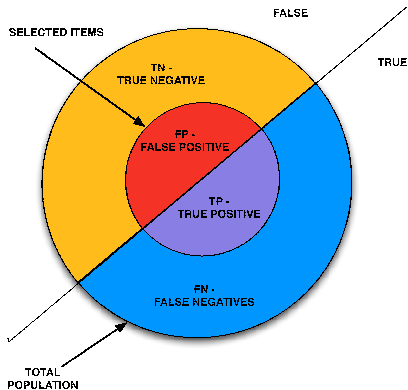 FALSE
SELECTED ITEMS
TRUE
TN -
TRUE NEGATIVE
FP -
FALSE POSITIVE
TP -
TRUE POSITIVE
FN -
FALSE NEGATIVES
TOTAL
POPULATION